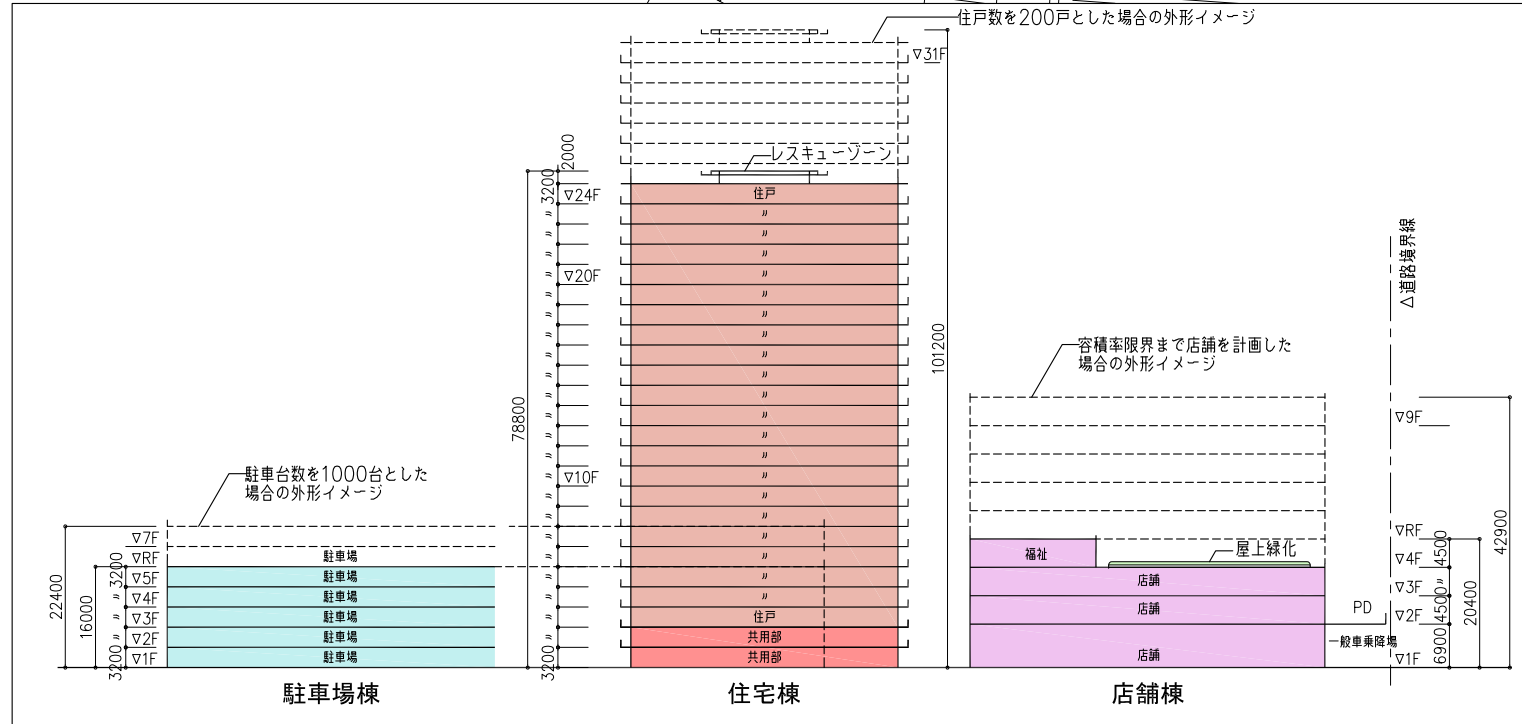 住戸数を200戸とした場合の外形イメージ
▽31F
2000
レスキューゾーン
3200
▽24F
住戸
〃
〃
〃
〃
▽20F
〃
〃
〃
〃
〃
〃
〃
〃
〃
▽10F
〃
〃
〃
〃
〃
〃
住戸
共用部
共用部
3200
78800
101200
住宅棟
駐車台数を1000台とした
場合の外形イメージ
▽7F
▽RF
駐車場
3200
▽5F
駐車場
〃
▽4F
駐車場
〃
▽3F
駐車場
〃
▽2F
駐車場
3200
▽1F
駐車場
22400
16000
駐車場棟
△道路境界線
容積率限界まで店舗を計画した
場合の外形イメージ
▽9F
▽RF
福祉
屋上緑化
▽4F
4500
店舗
▽3F
〃
店舗
PD
▽2F
4500
一般車乗降場
店舗
▽1F
6900
20400
42900
店舗棟